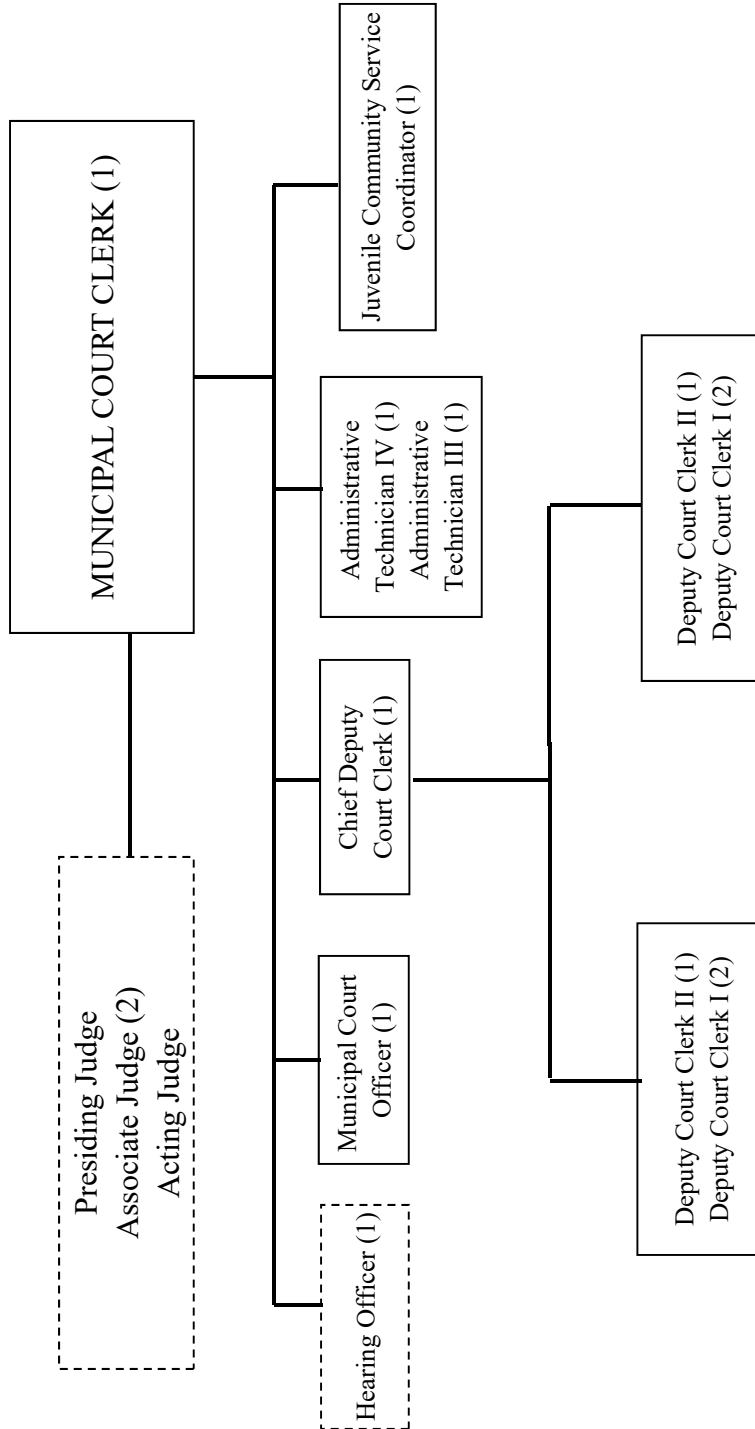 MUNICIPAL COURT CLERK (1)
Presiding Judge
Associate Judge (2)
Acting Judge
Hearing Officer (1)
Municipal Court
Officer (1)
Chief Deputy
Court Clerk (1)
Administrative
Technician IV (1)
Administrative
Technician III (1)
Juvenile Community Service
Coordinator (1)
Deputy Court Clerk II (1)
Deputy Court Clerk I (2)
Deputy Court Clerk II (1)
Deputy Court Clerk I (2)